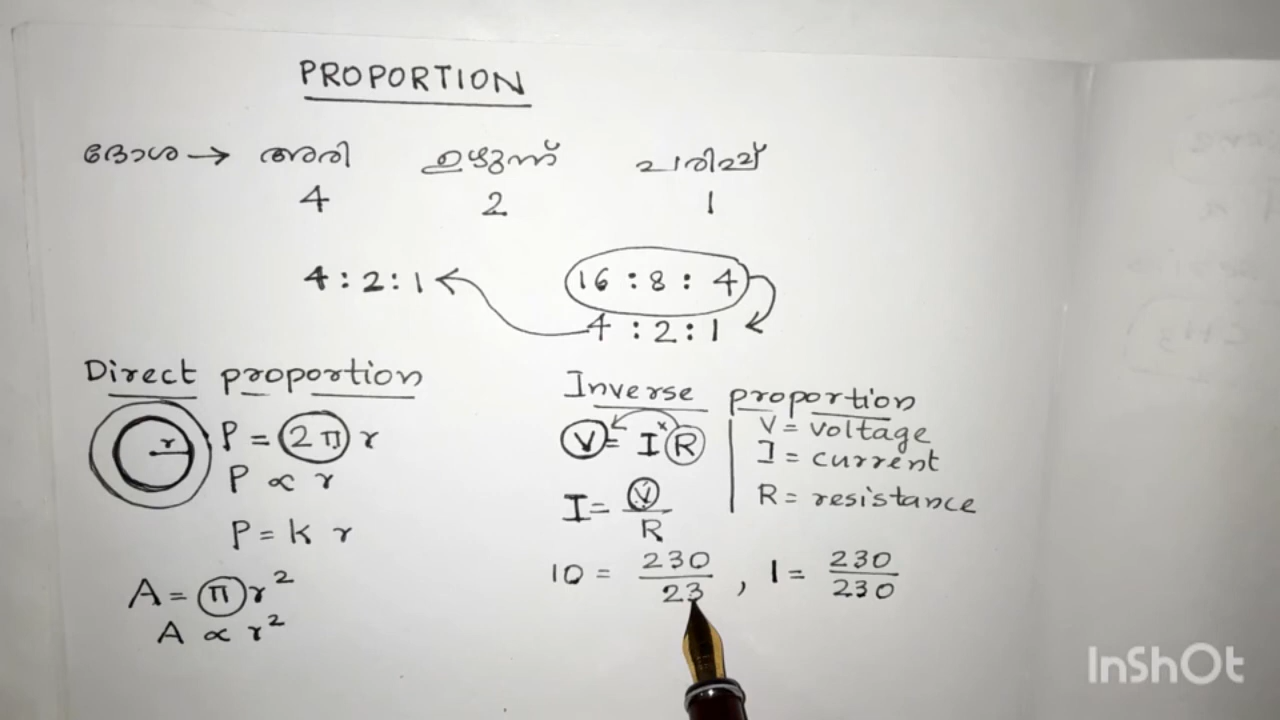 PROPORTION
ദോശ → അരി ഉഴുന്ന് പരിപ്പ്
4 2 1
4 : 2 : 1 16 : 8 : 4
4 : 2 : 1
Direct proportion
r
P = 2π r
P ∝ r
P = k r
A = π r²
A ∝ r²
Inverse proportion
V = I × R
I = V/R
V = voltage
I = current
R = resistance
10 = 230/23 , 1 = 230/230
InShOt